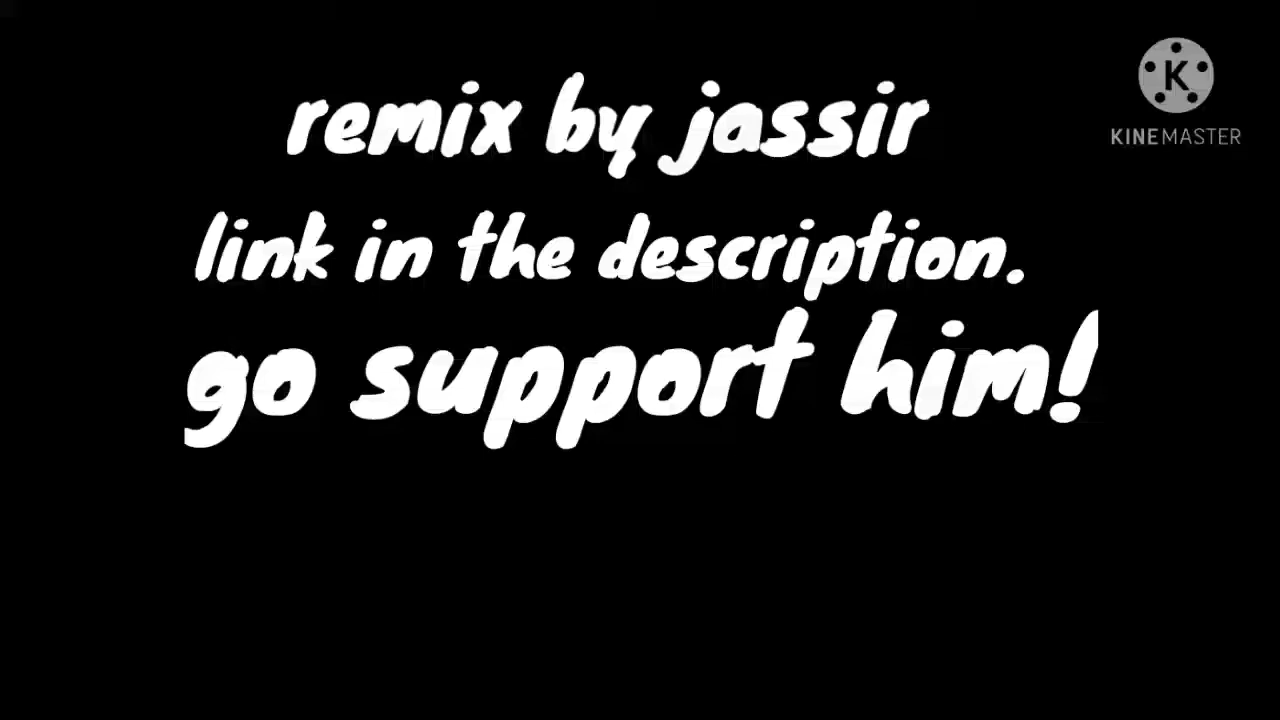 remix by jassir
link in the description.
go support him!
K
KINEMASTER